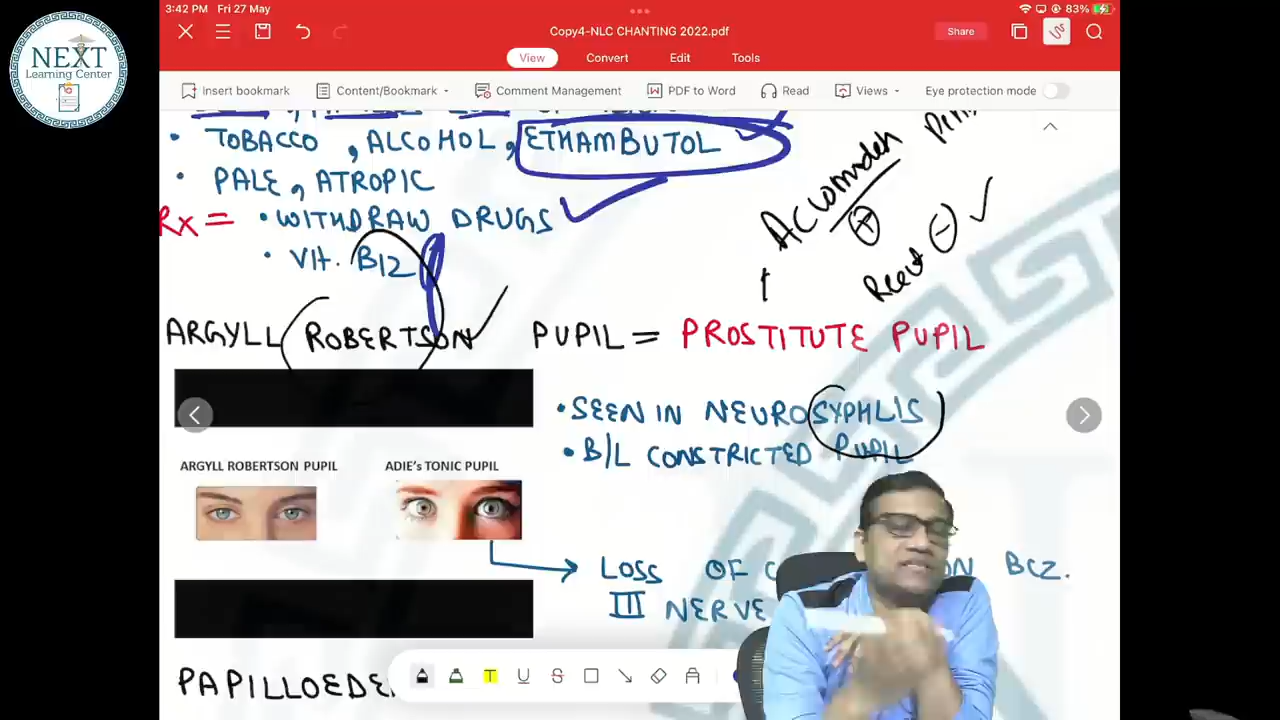 3:42 PM Fri 27 May
83%
NEXT
Learning Center
Copy4-NLC CHANTING 2022.pdf
Share
View Convert Edit Tools
Insert bookmark Content/Bookmark Comment Management PDF to Word Read Views Eye protection mode
• TOBACCO , ALCOHOL , ETHAMBUTOL
• PALE , ATROPIC
Rx = • WITHDRAW DRUGS
• Vit. B12
+
-
ARGYLL ROBERTSON PUPIL = PROSTITUTE PUPIL
• SEEN IN NEUROSYPHLIS
• B/L CONSTRICTED PUPIL
ARGYLL ROBERTSON PUPIL ADIE's TONIC PUPIL
LOSS OF BCZ.
III NERVE